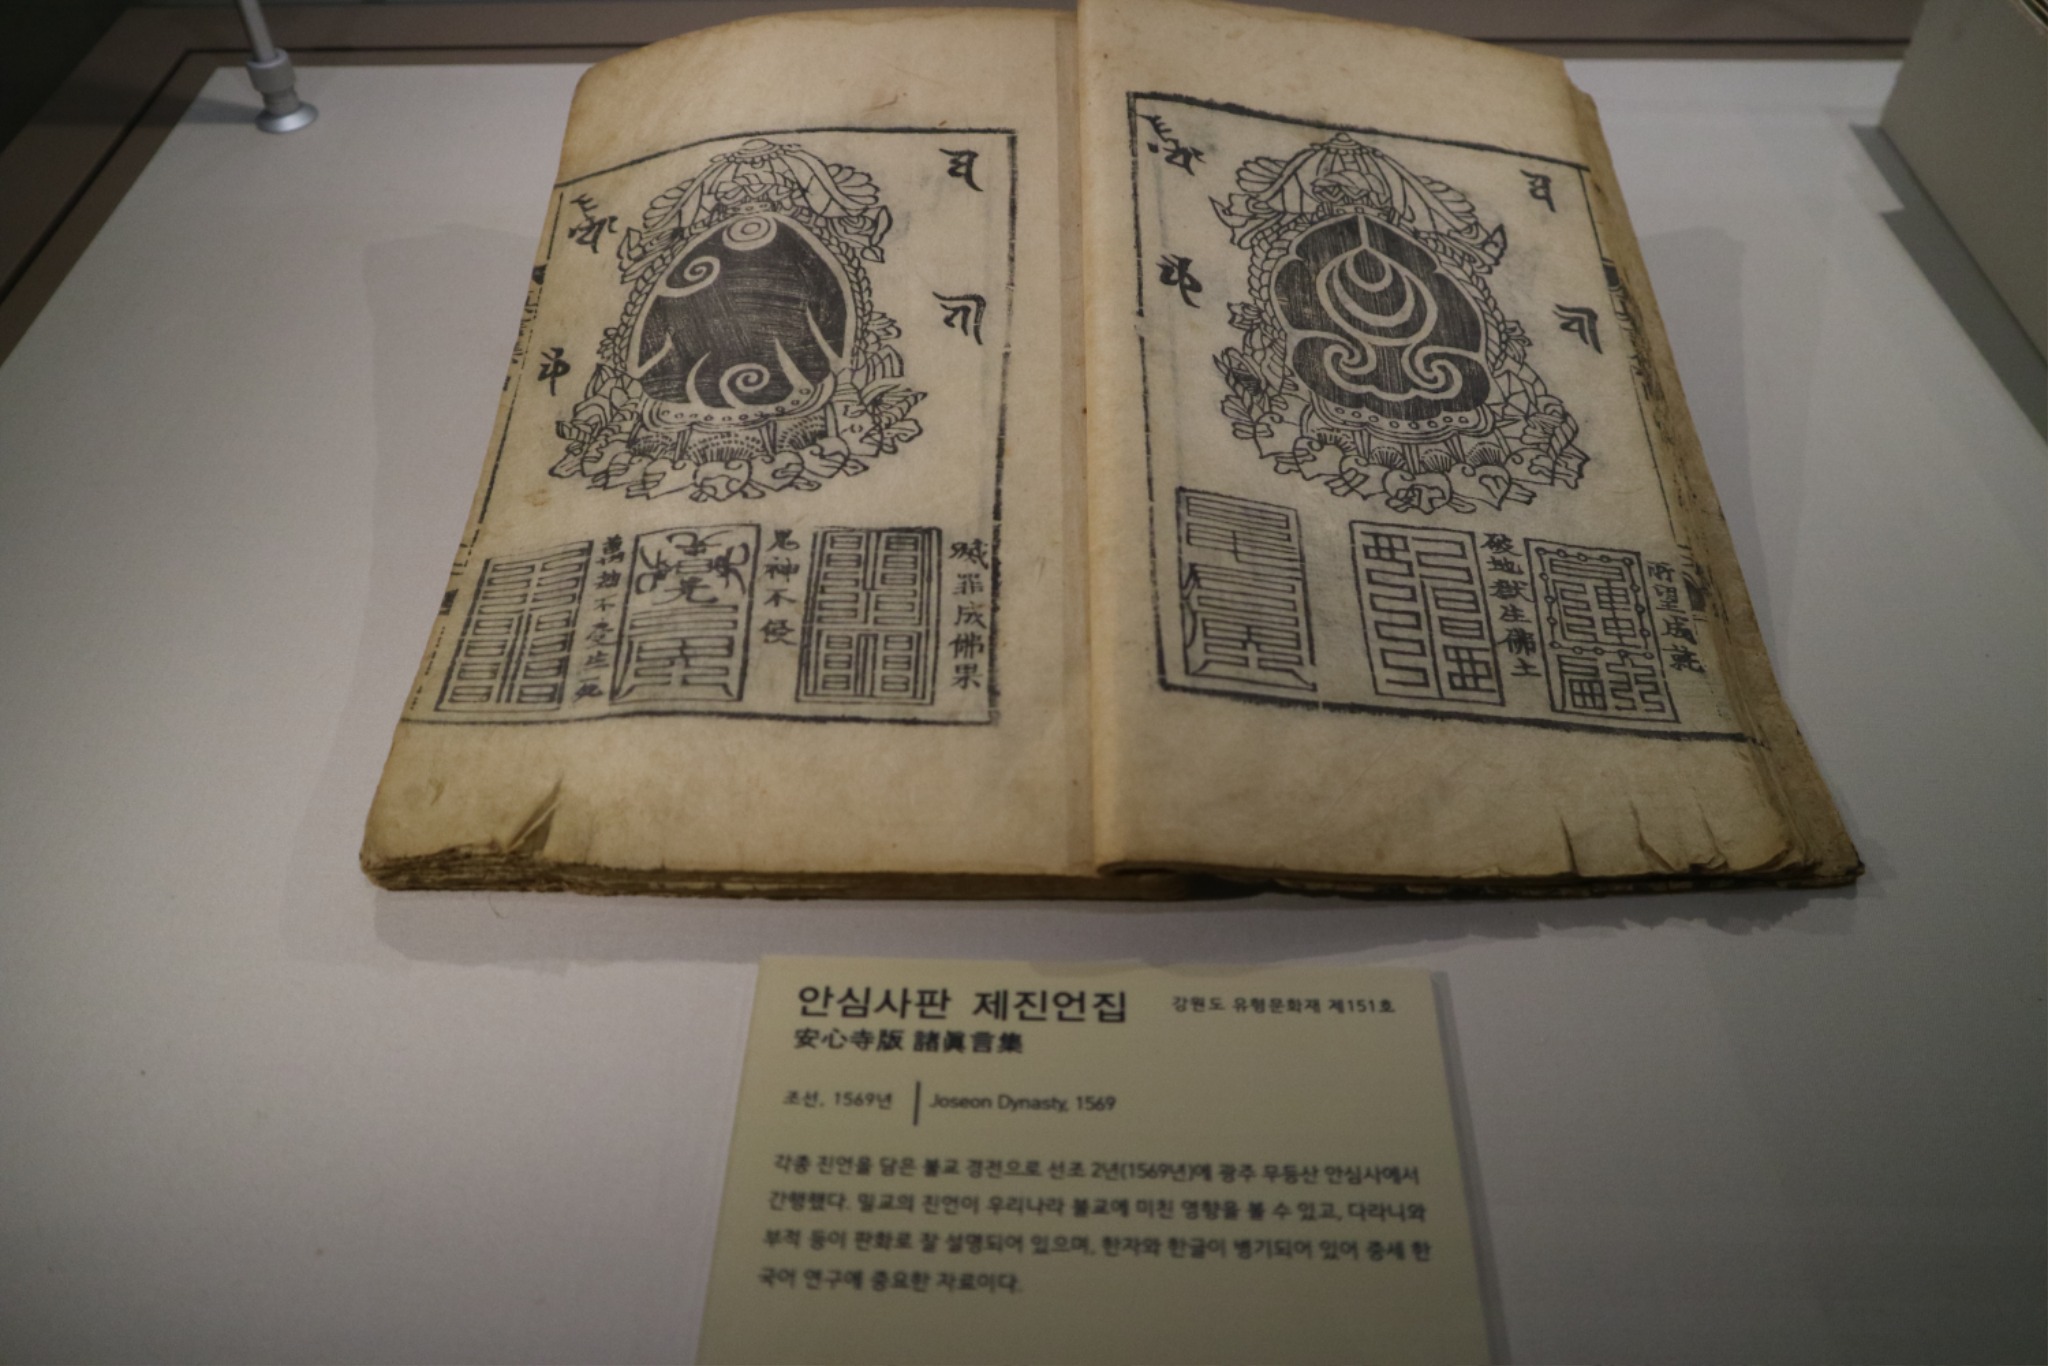 所望成就
破地獄生佛土
滅罪成佛果
鬼神不侵
安心寺版 諸眞言集
안심사판 제진언집
강원도 유형문화재 제151호
조선, 1569년
Joseon Dynasty, 1569
각종 진언을 담은 불교 경전으로 선조 2년(1569년)에 광주 무등산 안심사에서
간행했다. 밀교의 진언이 우리나라 불교에 미친 영향을 볼 수 있고, 다라니와
부적 등이 판화로 잘 설명되어 있으며, 한자와 한글이 병기되어 있어 중세 한
국어 연구에 중요한 자료이다.